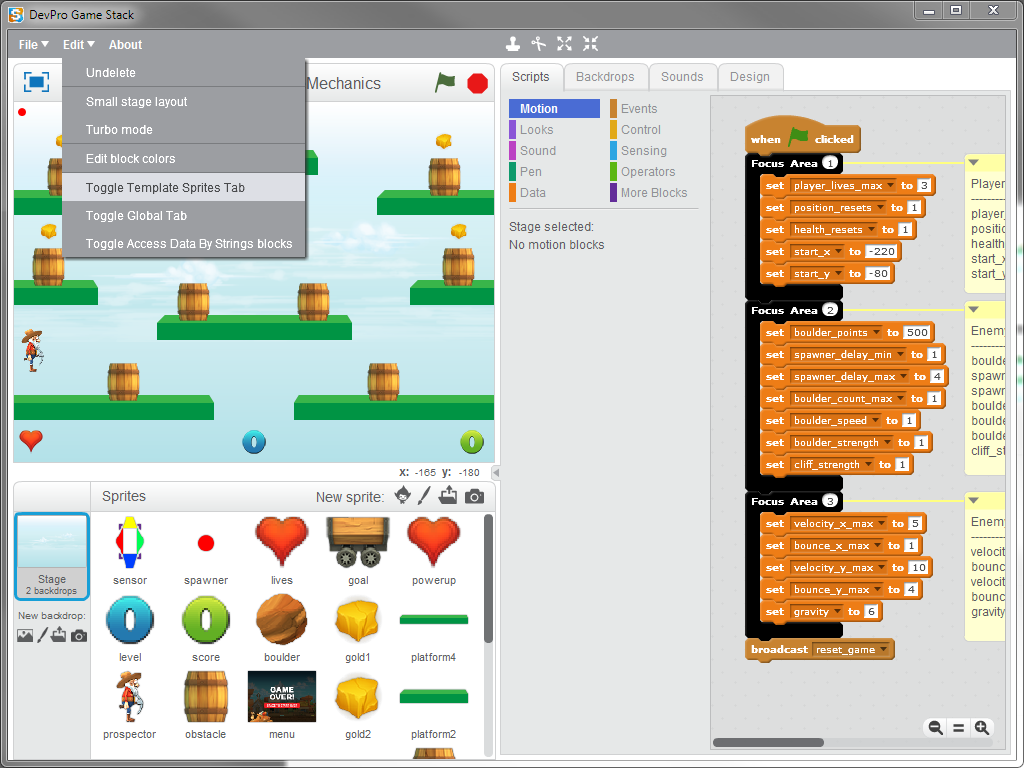 DevPro Game Stack
File Edit About
Undelete
Small stage layout
Turbo mode
Edit block colors
Toggle Template Sprites Tab
Toggle Global Tab
Toggle Access Data By Strings blocks
Mechanics
0
0
x: -165 y: -180
Sprites
New sprite:
Stage
2 backdrops
New backdrop:
sensor
spawner
lives
goal
powerup
0
level
0
score
boulder
gold1
platform4
prospector
obstacle
GAME
OVER!
menu
gold2
platform2
Scripts Backdrops Sounds Design
Motion Events
Looks Control
Sound Sensing
Pen Operators
Data More Blocks
Stage selected:
No motion blocks
when clicked
Focus Area 1
set player_lives_max to 3
set position_resets to 1
set health_resets to 1
set start_x to -220
set start_y to -80
Focus Area 2
set boulder_points to 500
set spawner_delay_min to 1
set spawner_delay_max to 4
set boulder_count_max to 1
set boulder_speed to 1
set boulder_strength to 1
set cliff_strength to 1
Focus Area 3
set velocity_x_max to 5
set bounce_x_max to 1
set velocity_y_max to 10
set bounce_y_max to 4
set gravity to 6
broadcast reset_game
Player
---------
player_
positio
health
start_x
start_y
Enemy
---------
boulde
spawn
spawn
boulde
boulde
boulde
cliff_st
Enemy
---------
velocit
bounc
velocit
bounc
gravity